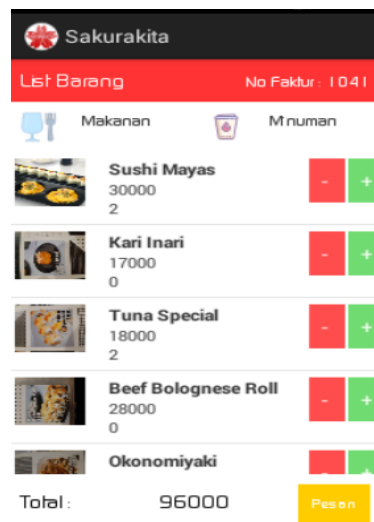 Sakurakita
List Barang No Faktur : 1041
Makanan Minuman
Sushi Mayas
30000
2
- +
Kari Inari
17000
0
- +
Tuna Special
18000
2
- +
Beef Bolognese Roll
28000
0
- +
Okonomiyaki
Total : 96000 Pesan